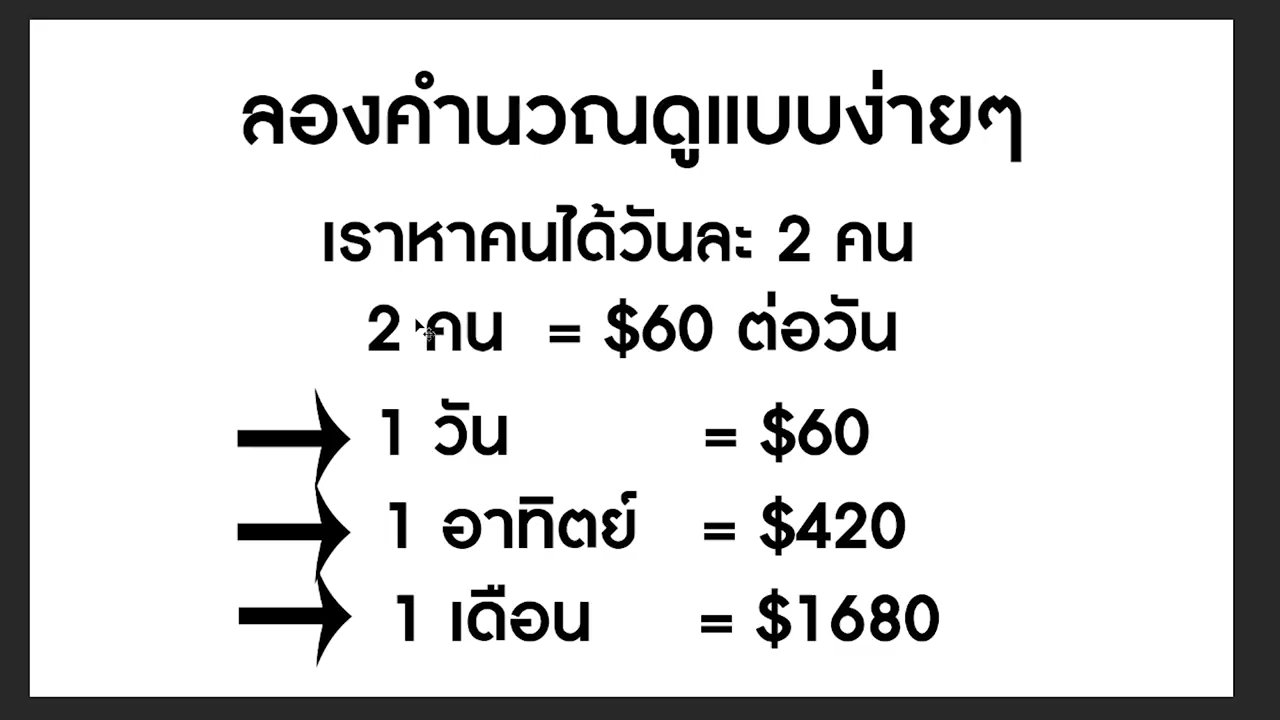 ลองคำนวณดูแบบง่ายๆ
เราหาคนได้วันละ 2 คน
2 คน = $60 ต่อวัน
1 วัน = $60
1 อาทิตย์ = $420
1 เดือน = $1680